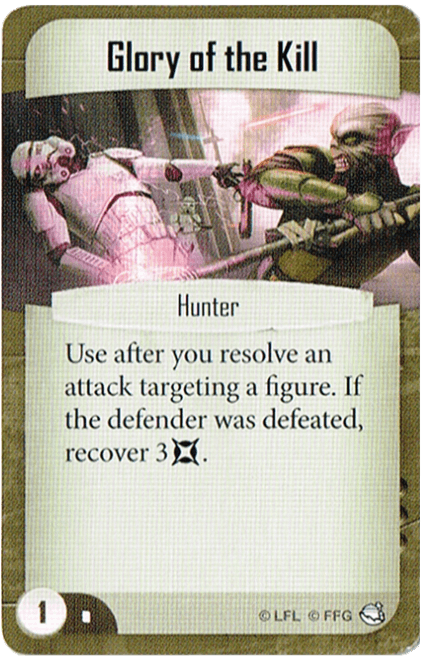 Glory of the Kill
Hunter
Use after you resolve an
attack targeting a figure. If
the defender was defeated,
recover 3.
1
© LFL © FFG